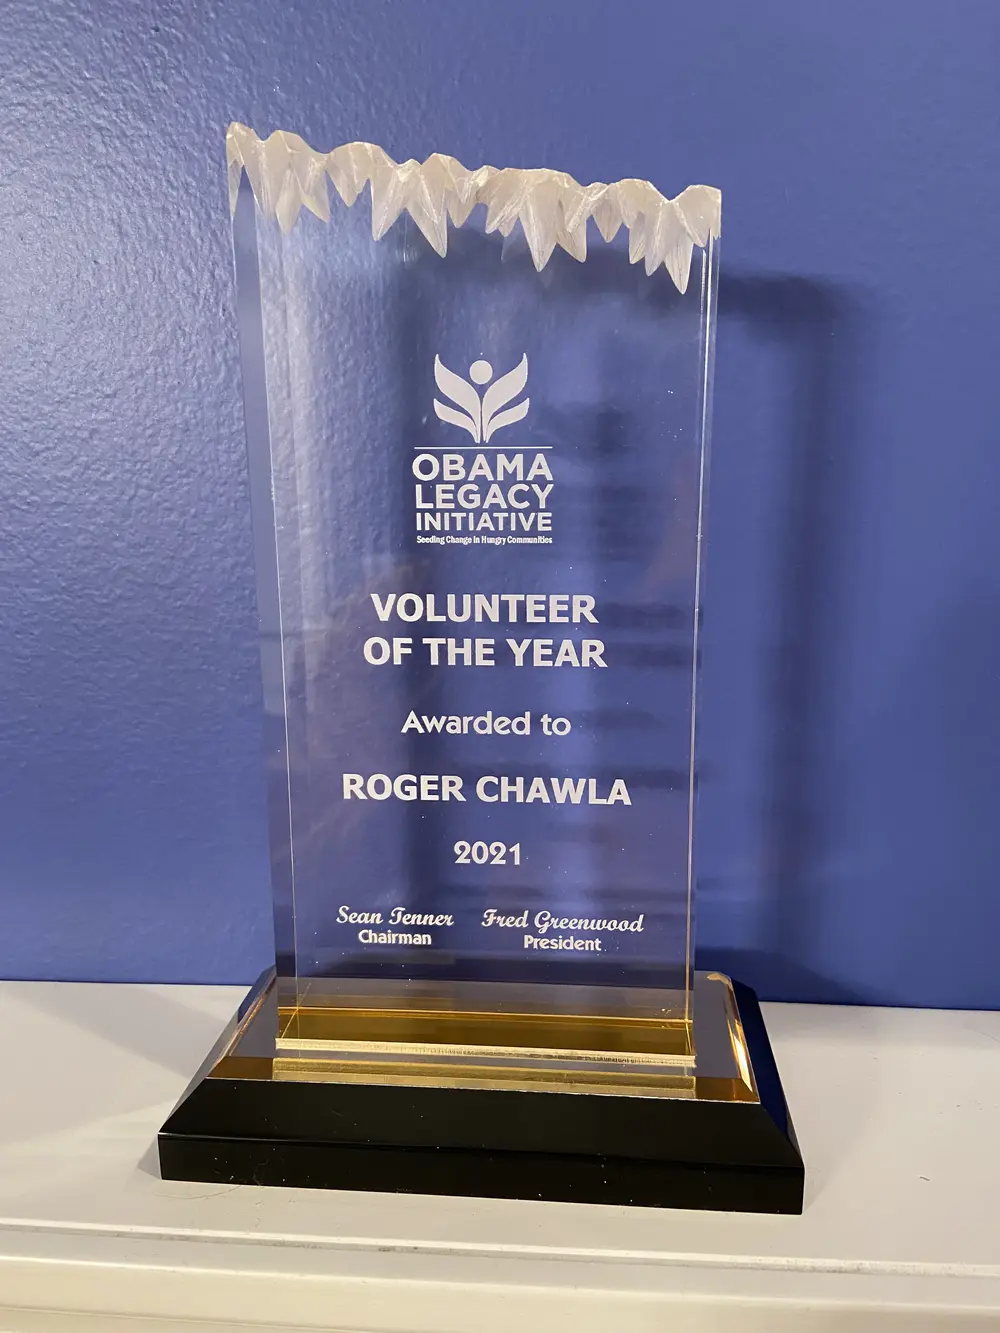 OBAMA
LEGACY
INITIATIVE
Seeding Change in Hungry Communities
VOLUNTEER
OF THE YEAR
Awarded to
ROGER CHAWLA
2021
Sean Tenner Fred Greenwood
Chairman President